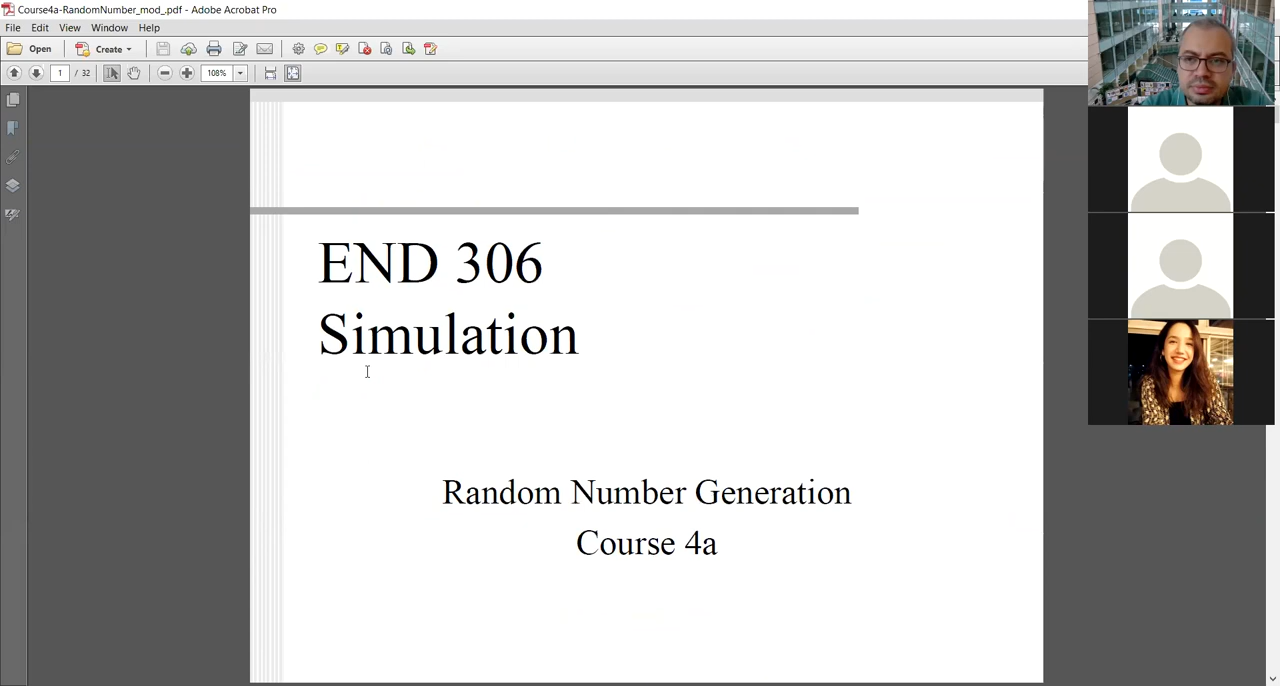 Course4a-RandomNumber_mod_.pdf - Adobe Acrobat Pro
File Edit View Window Help
Open Create
1 / 32 108%
END 306
Simulation
Random Number Generation
Course 4a